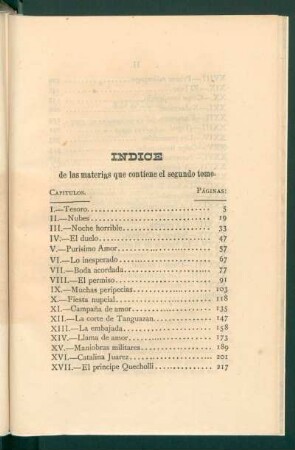 INDICE
de las materias que contiene el segundo tomo.
CAPITULOS. PÁGINAS:
I.—Tesoro. 5
II.—Nubes 19
III.—Noche horrible. 33
IV.—El duelo 47
V.—Purísimo Amor. 57
VI.—Lo inesperado 67
VII.—Boda acordada 77
VIII.—El permiso 91
IX.—Muchas peripecias 103
X.—Fiesta nupcial 118
XI.—Campaña de amor 135
XII.—La corte de Tanguaxan. 147
XIII.—La embajada. 158
XIV.—Llama de amor 173
XV.—Maniobras militares 189
XVI.—Catalina Juarez 201
XVII.—El príncipe Quecholli 217